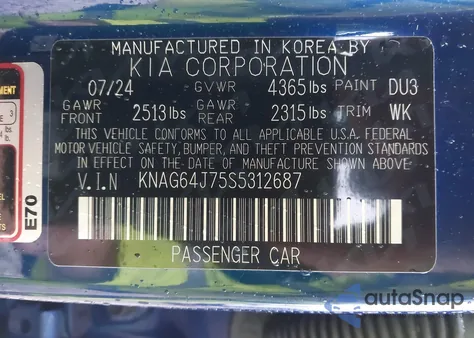 MANUFACTURED IN KOREA BY
KIA CORPORATION
07/24 GVWR 4365 lbs PAINT DU3
GAWR FRONT 2513 lbs GAWR REAR 2315 lbs TRIM WK
THIS VEHICLE CONFORMS TO ALL APPLICABLE U.S.A. FEDERAL
MOTOR VEHICLE SAFETY, BUMPER, AND THEFT PREVENTION STANDARDS
IN EFFECT ON THE DATE OF MANUFACTURE SHOWN ABOVE.
V.I.N KNAG64J75S5312687
PASSENGER CAR
E70
autoSnap